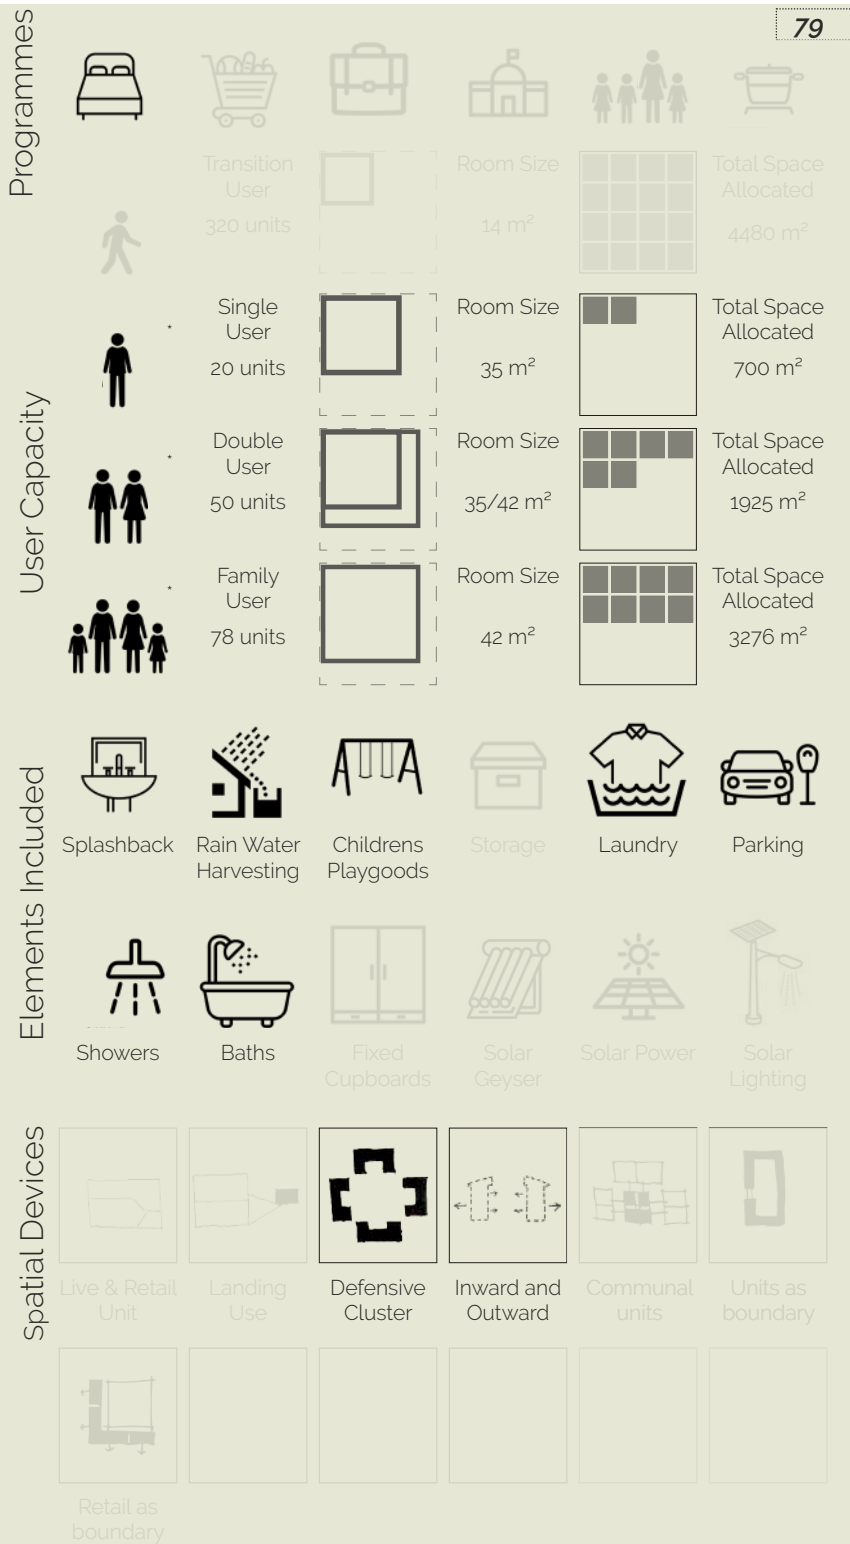 79
Programmes
Transition
User
320 units
Room Size
14 m²
Total Space
Allocated
4480 m²
User Capacity
*
Single
User
20 units
Room Size
35 m²
Total Space
Allocated
700 m²
*
Double
User
50 units
Room Size
35/42 m²
Total Space
Allocated
1925 m²
*
Family
User
78 units
Room Size
42 m²
Total Space
Allocated
3276 m²
Elements Included
Splashback
Rain Water
Harvesting
Childrens
Playgoods
Storage
Laundry
Parking
Showers
Baths
Fixed
Cupboards
Solar
Geyser
Solar Power
Solar
Lighting
Spatial Devices
Live & Retail
Unit
Landing
Use
Defensive
Cluster
Inward and
Outward
Communal
units
Units as
boundary
Retail as
boundary